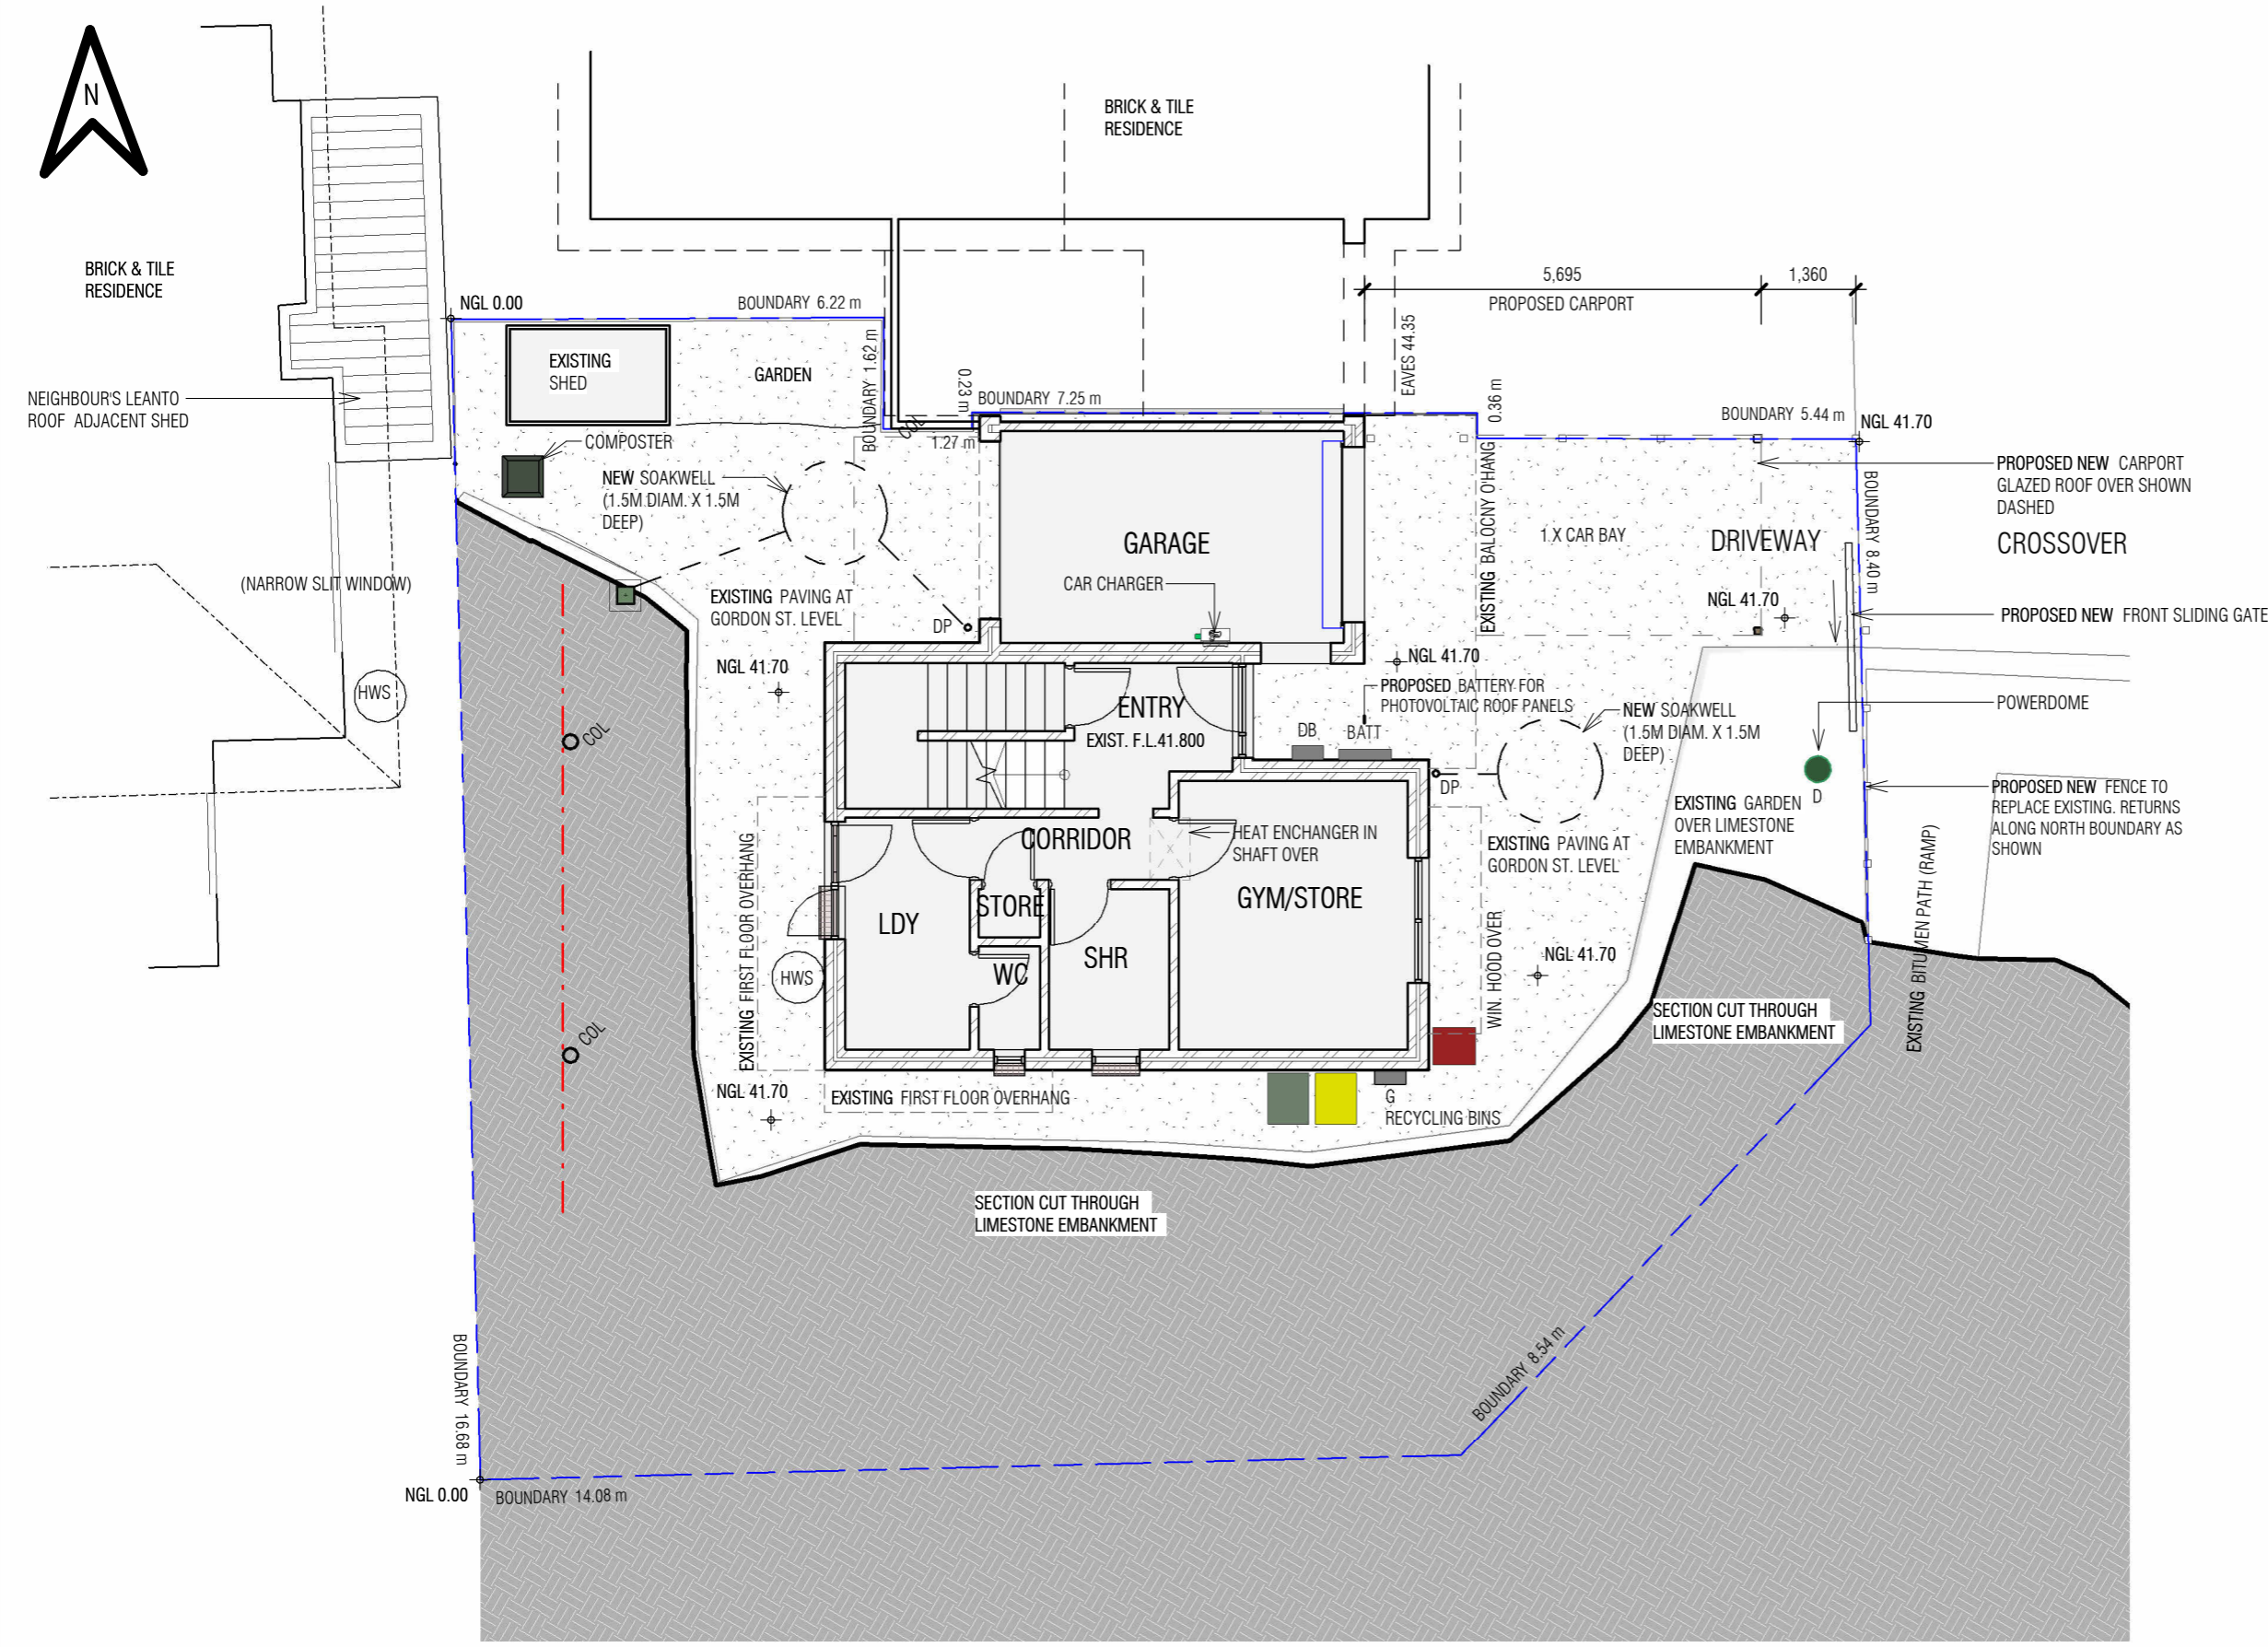 N
BRICK & TILE
RESIDENCE
BRICK & TILE
RESIDENCE
5,695
1,360
PROPOSED CARPORT
NGL 0.00
BOUNDARY 6.22 m
EAVES 44.35
EXISTING
SHED
GARDEN
BOUNDARY 1.62 m
0.23 m
BOUNDARY 7.25 m
0.36 m
BOUNDARY 5.44 m
NGL 41.70
NEIGHBOUR'S LEANTO
ROOF ADJACENT SHED
COL
1.27 m
COMPOSTER
NEW SOAKWELL
(1.5M DIAM. X 1.5M
DEEP)
PROPOSED NEW CARPORT
GLAZED ROOF OVER SHOWN
DASHED
BOUNDARY 8.40 m
EXISTING BALOCNY O'HANG
GARAGE
1 X CAR BAY
DRIVEWAY
CROSSOVER
(NARROW SLIT WINDOW)
CAR CHARGER
EXISTING PAVING AT
GORDON ST. LEVEL
DP
NGL 41.70
PROPOSED NEW FRONT SLIDING GATE
NGL 41.70
NGL 41.70
HWS
PROPOSED BATTERY FOR
PHOTOVOLTAIC ROOF PANELS
ENTRY
EXIST. F.L.41.800
NEW SOAKWELL
(1.5M DIAM. X 1.5M
DEEP)
POWERDOME
COL
DB
BATT
DP
D
PROPOSED NEW FENCE TO
REPLACE EXISTING. RETURNS
ALONG NORTH BOUNDARY AS
SHOWN
EXISTING GARDEN
OVER LIMESTONE
EMBANKMENT
CORRIDOR
HEAT ENCHANGER IN
SHAFT OVER
X
EXISTING PAVING AT
GORDON ST. LEVEL
EXISTING FIRST FLOOR OVERHANG
LDY
STORE
GYM/STORE
WIN. HOOD OVER
EXISTING BITUMEN PATH (RAMP)
HWS
WC
SHR
NGL 41.70
SECTION CUT THROUGH
LIMESTONE EMBANKMENT
COL
NGL 41.70
EXISTING FIRST FLOOR OVERHANG
G
RECYCLING BINS
SECTION CUT THROUGH
LIMESTONE EMBANKMENT
BOUNDARY 16.68 m
BOUNDARY 8.54 m
NGL 0.00
BOUNDARY 14.08 m